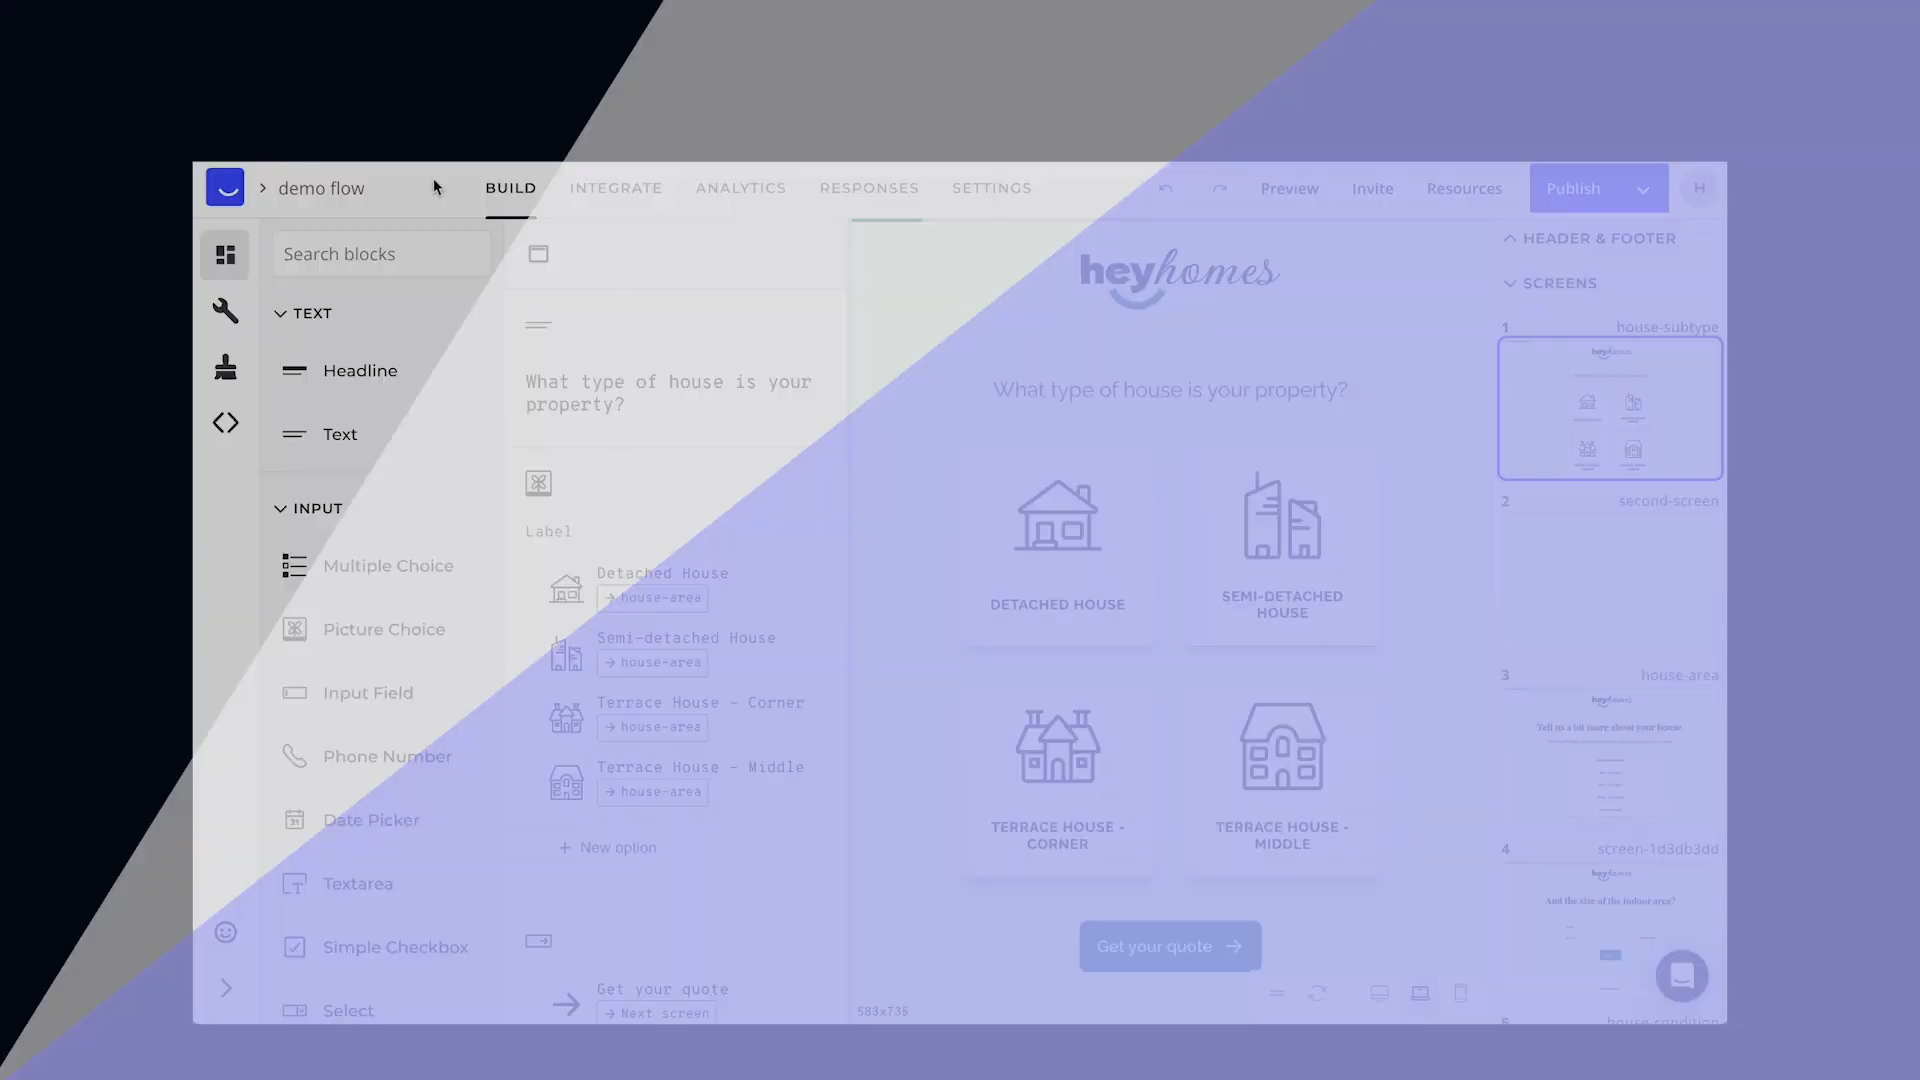 demo flow
BUILD
INTEGRATE
ANALYTICS
RESPONSES
SETTINGS
Preview
Invite
Resources
Publish
H
Search blocks
TEXT
Headline
Text
INPUT
Multiple Choice
Picture Choice
Input Field
Phone Number
Date Picker
Textarea
Simple Checkbox
Select
What type of house is your
property?
Label
Detached House
→ house-area
Semi-detached House
→ house-area
Terrace House - Corner
→ house-area
Terrace House - Middle
→ house-area
+ New option
Get your quote
→ Next screen
heyhomes
What type of house is your property?
DETACHED HOUSE
SEMI-DETACHED
HOUSE
TERRACE HOUSE -
CORNER
TERRACE HOUSE -
MIDDLE
Get your quote →
583x735
HEADER & FOOTER
SCREENS
1 house-subtype
heyhomes
2 second-screen
3 house-area
heyhomes
Tell us a bit more about your house
4 screen-1d3db3dd
heyhomes
And the size of the indoor area?
5 house-condition